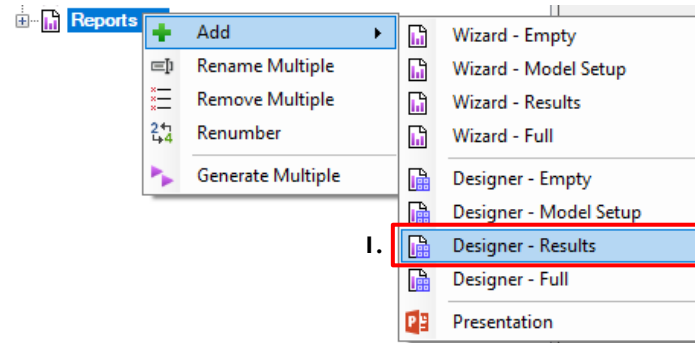 Reports
Add
Rename Multiple
Remove Multiple
Renumber
Generate Multiple
Wizard - Empty
Wizard - Model Setup
Wizard - Results
Wizard - Full
Designer - Empty
Designer - Model Setup
I. Designer - Results
Designer - Full
Presentation